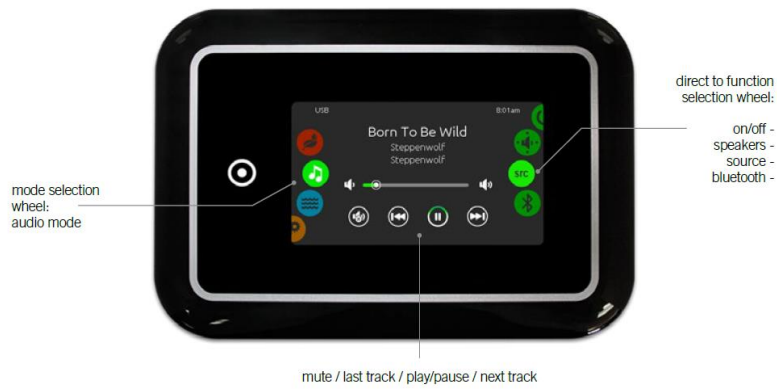 USB
8:01am
Born To Be Wild
Steppenwolf
Steppenwolf
src
mode selection
wheel:
audio mode
direct to function
selection wheel:
on/off -
speakers -
source -
bluetooth -
mute / last track / play/pause / next track